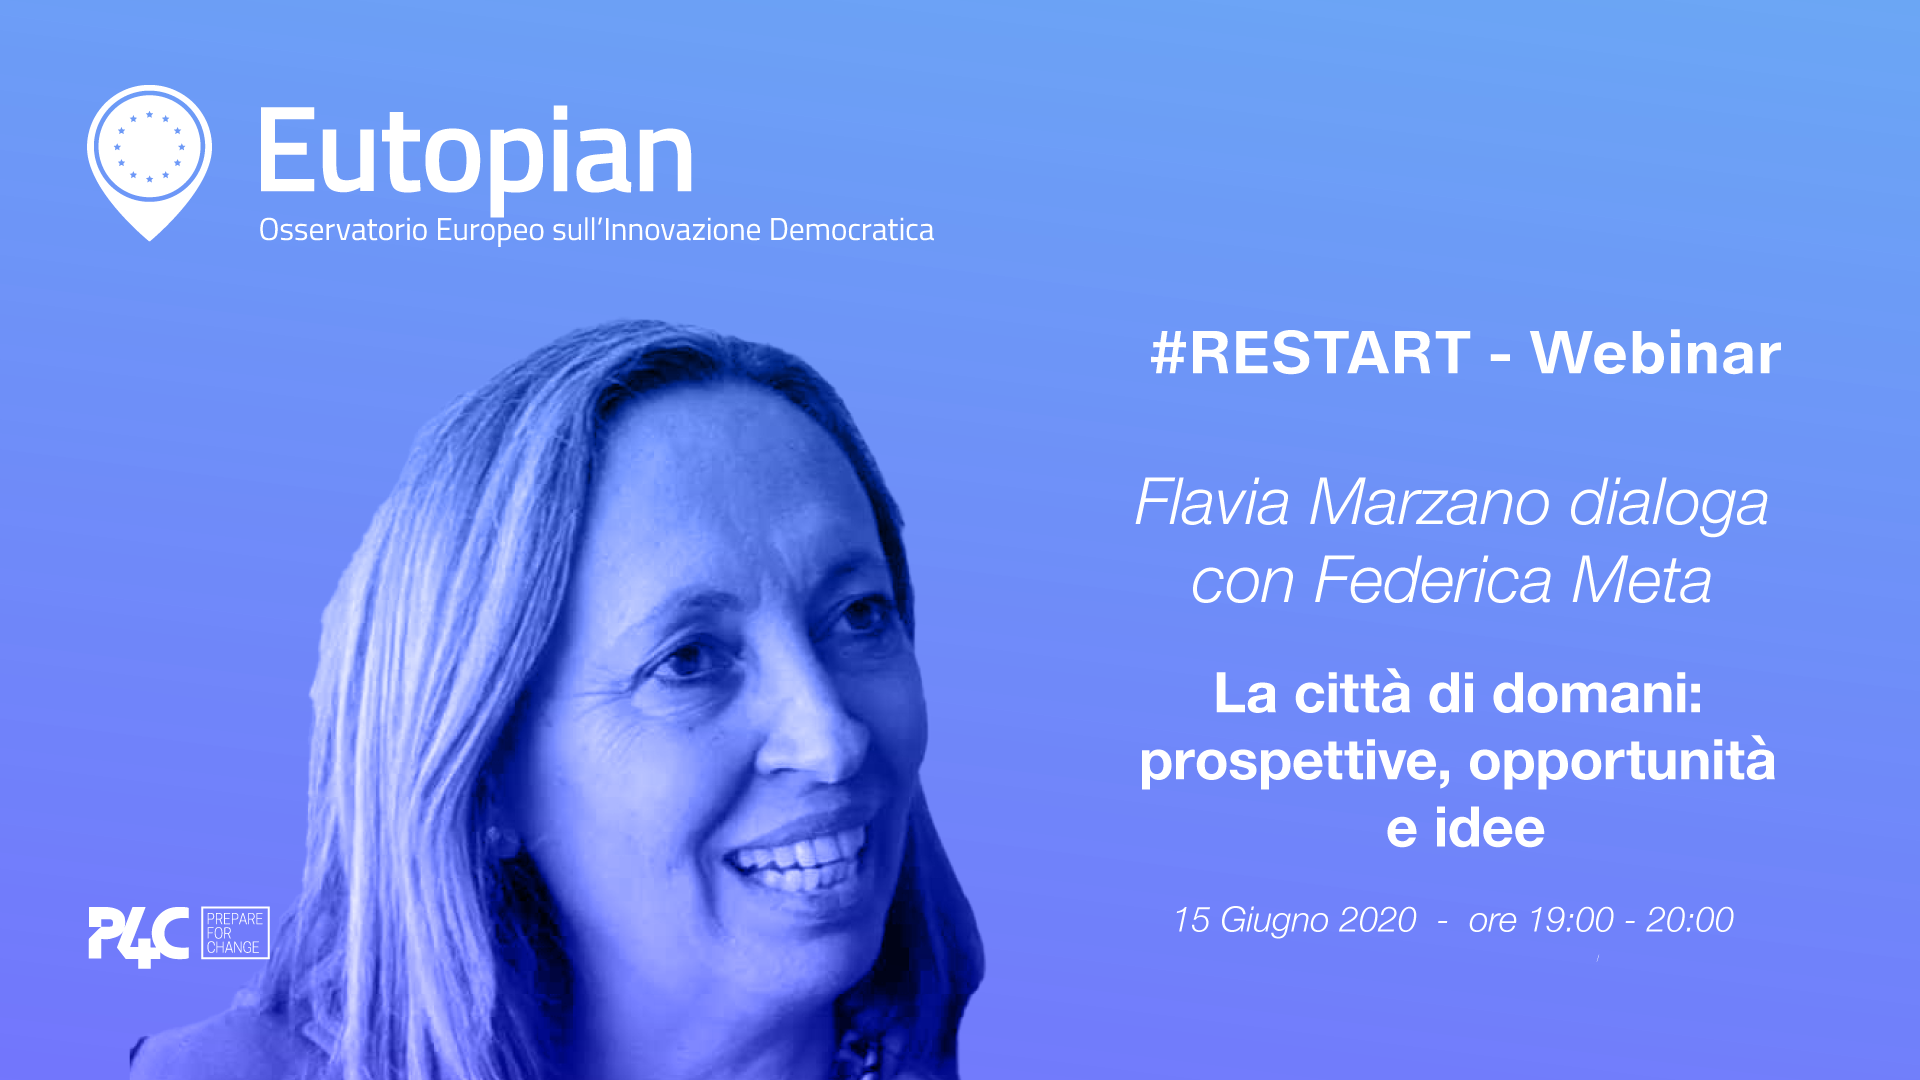 Eutopian
Osservatorio Europeo sull'Innovazione Democratica
#RESTART - Webinar
Flavia Marzano dialoga
con Federica Meta
La città di domani:
prospettive, opportunità
e idee
15 Giugno 2020 - ore 19:00 - 20:00
P4C
PREPARE
FOR
CHANGE